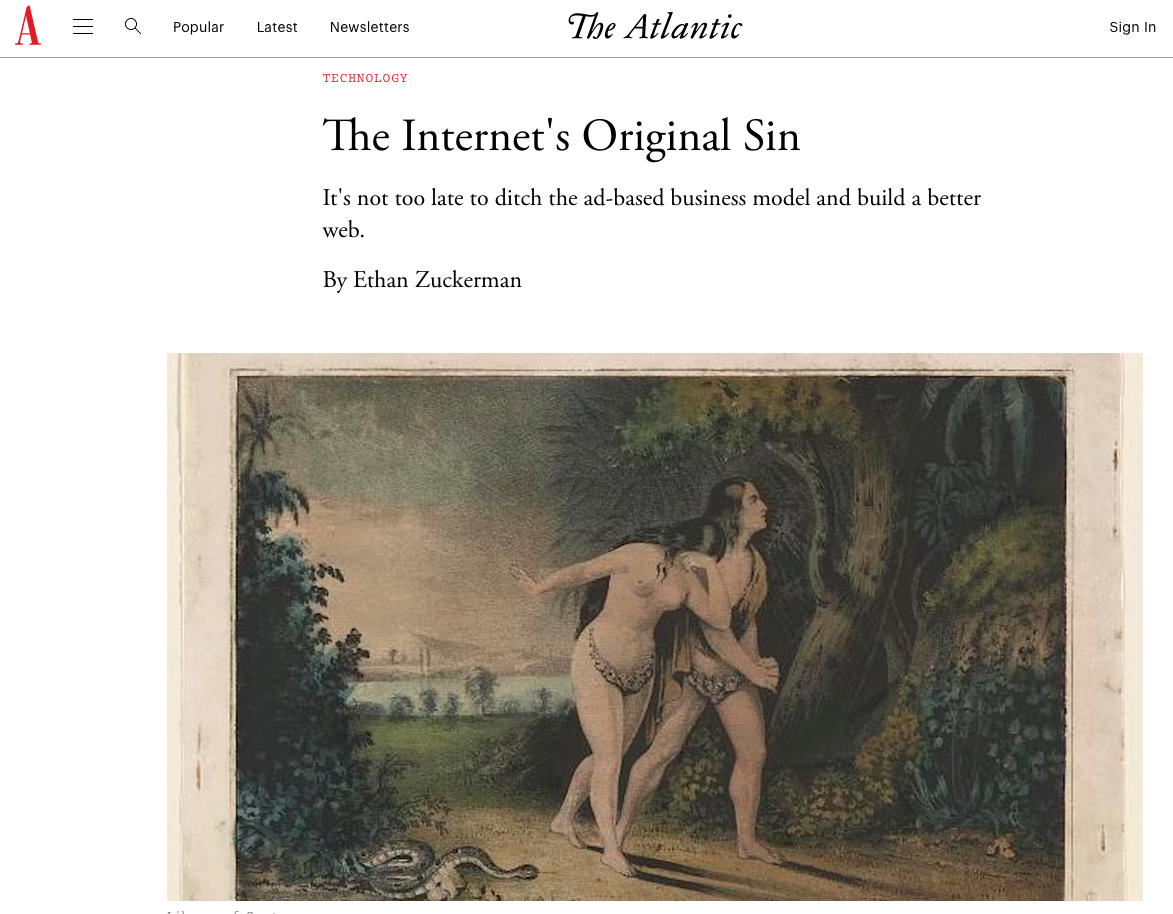 A
Popular
Latest
Newsletters
The Atlantic
Sign In
TECHNOLOGY
The Internet's Original Sin
It's not too late to ditch the ad-based business model and build a better
web.
By Ethan Zuckerman